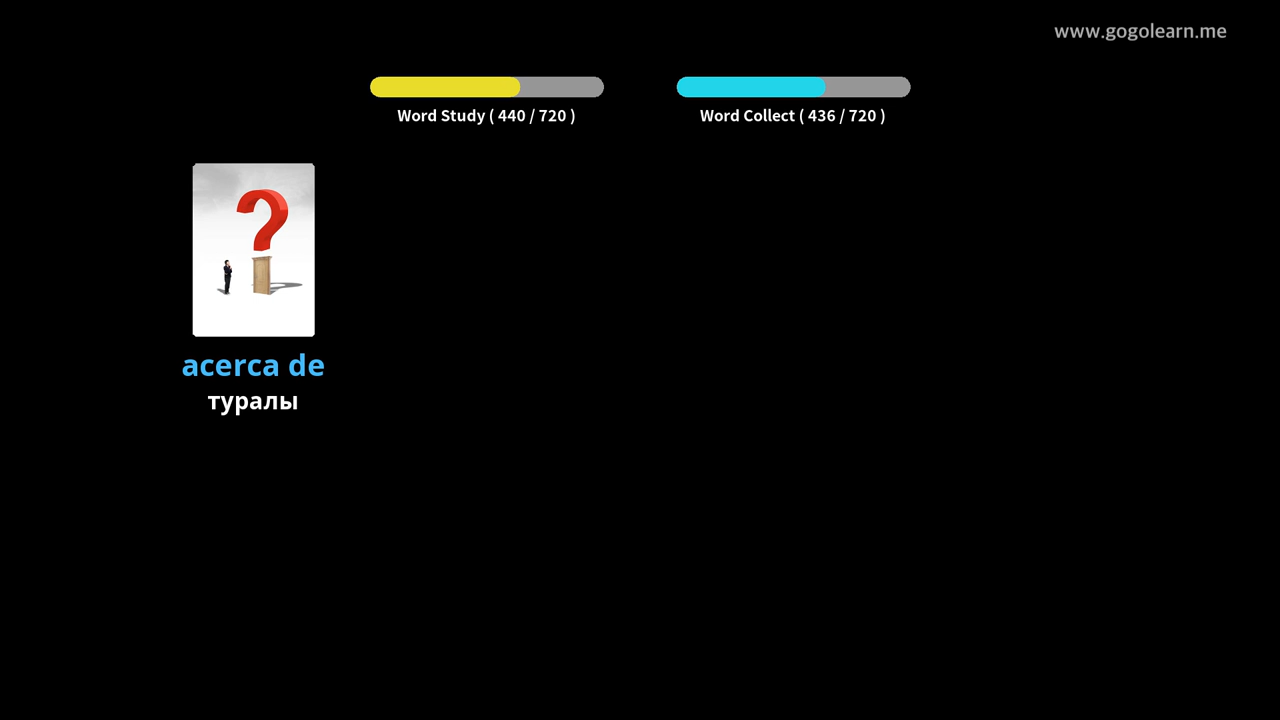 www.gogolearn.me
Word Study ( 440 / 720 )
Word Collect ( 436 / 720 )
acerca de
туралы